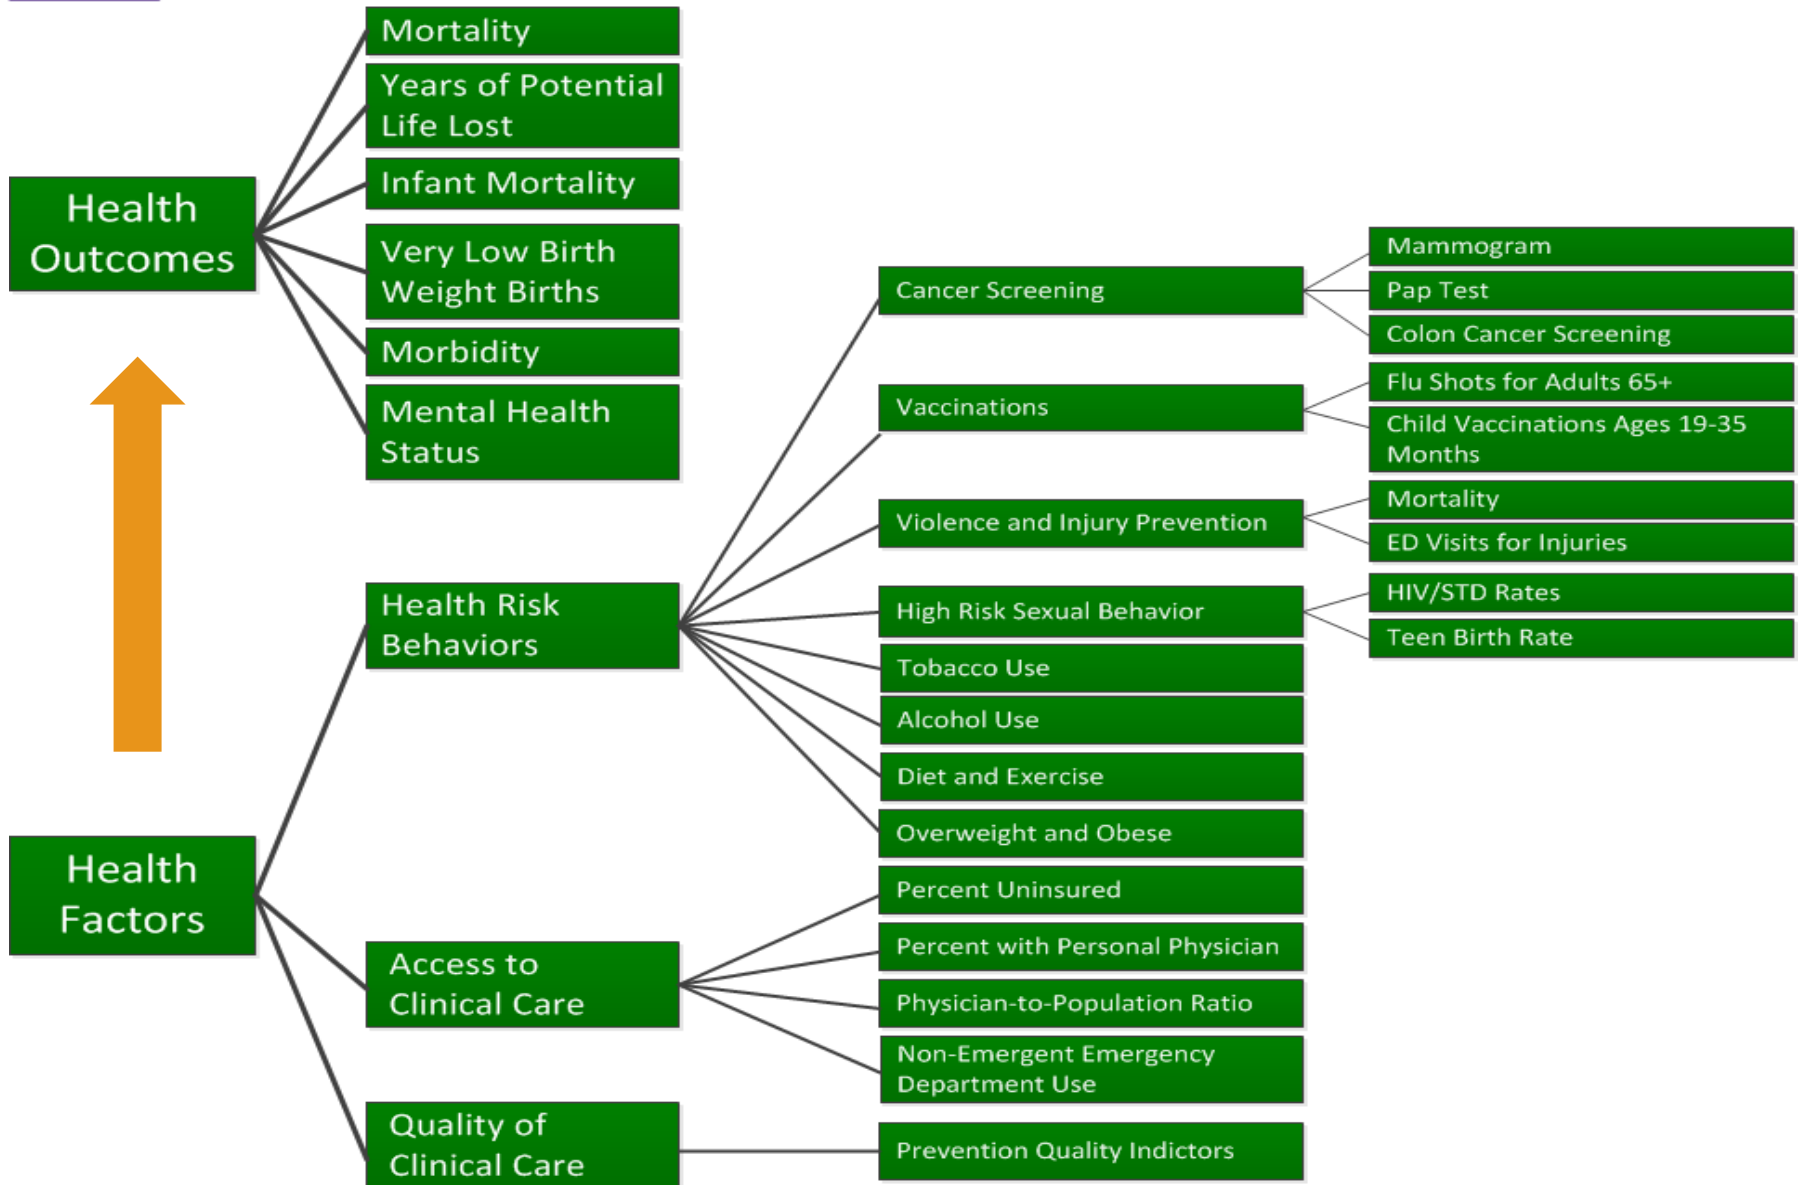 Mortality
Years of Potential
Life Lost
Infant Mortality
Very Low Birth
Weight Births
Morbidity
Mental Health
Status
Health
Outcomes
Health
Factors
Health Risk
Behaviors
Access to
Clinical Care
Quality of
Clinical Care
Cancer Screening
Vaccinations
Violence and Injury Prevention
High Risk Sexual Behavior
Tobacco Use
Alcohol Use
Diet and Exercise
Overweight and Obese
Percent Uninsured
Percent with Personal Physician
Physician-to-Population Ratio
Non-Emergent Emergency
Department Use
Prevention Quality Indictors
Mammogram
Pap Test
Colon Cancer Screening
Flu Shots for Adults 65+
Child Vaccinations Ages 19-35
Months
Mortality
ED Visits for Injuries
HIV/STD Rates
Teen Birth Rate